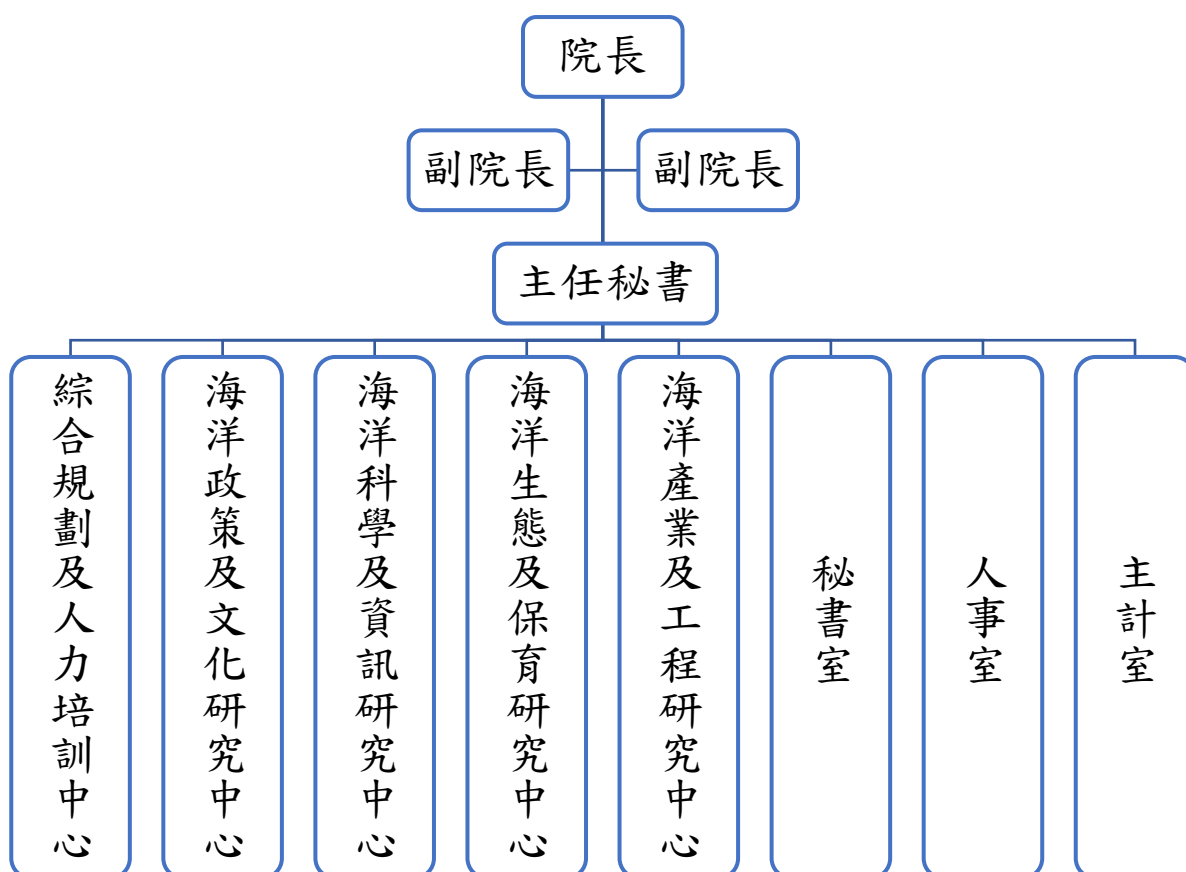 院長
副院長
副院長
主任秘書
綜合規劃及人力培訓中心
海洋政策及文化研究中心
海洋科學及資訊研究中心
海洋生態及保育研究中心
海洋產業及工程研究中心
秘書室
人事室
主計室